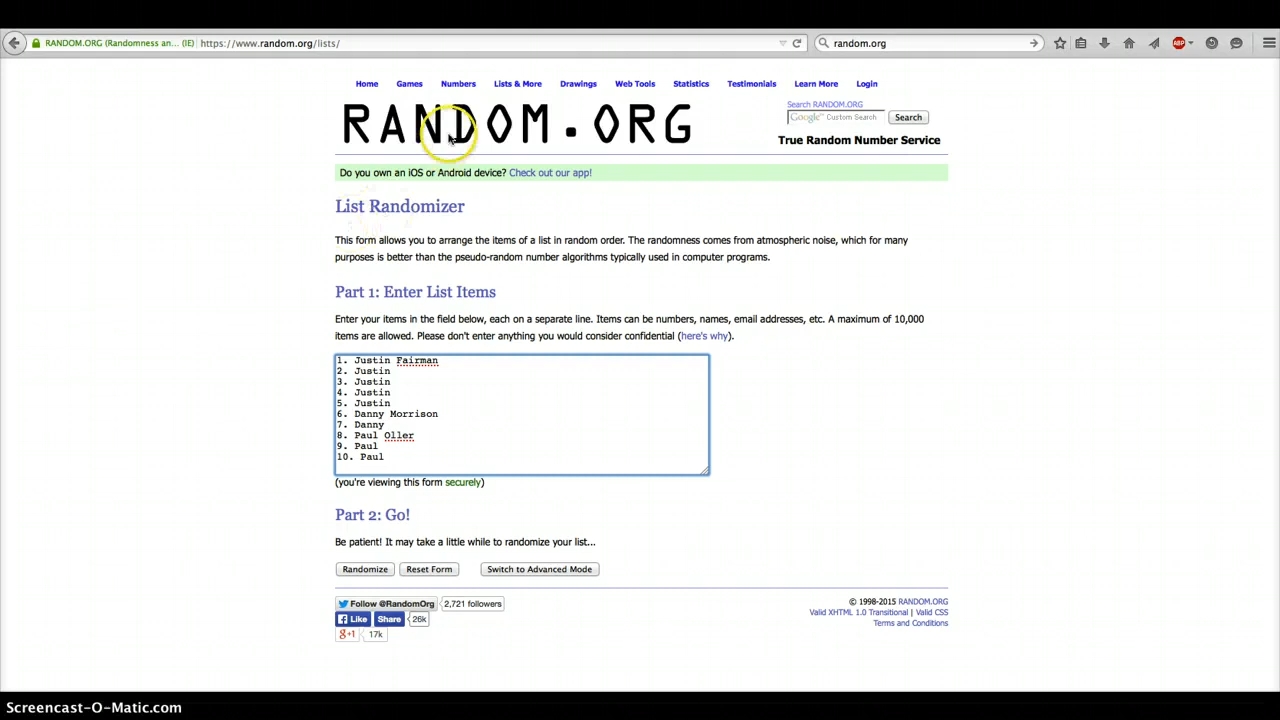 RANDOM.ORG (Randomness an... (IE) https://www.random.org/lists/ random.org ABP
Home Games Numbers Lists & More Drawings Web Tools Statistics Testimonials Learn More Login
RANDOM.ORG
Search RANDOM.ORG
Google™ Custom Search Search
True Random Number Service
Do you own an iOS or Android device? Check out our app!
List Randomizer
This form allows you to arrange the items of a list in random order. The randomness comes from atmospheric noise, which for many
purposes is better than the pseudo-random number algorithms typically used in computer programs.
Part 1: Enter List Items
Enter your items in the field below, each on a separate line. Items can be numbers, names, email addresses, etc. A maximum of 10,000
items are allowed. Please don't enter anything you would consider confidential (here's why).
1. Justin Fairman
2. Justin
3. Justin
4. Justin
5. Justin
6. Danny Morrison
7. Danny
8. Paul Oller
9. Paul
10. Paul
(you're viewing this form securely)
Part 2: Go!
Be patient! It may take a little while to randomize your list...
Randomize Reset Form Switch to Advanced Mode
Follow @RandomOrg 2,721 followers
Like Share 26k
g+1 17k
© 1998-2015 RANDOM.ORG
Valid XHTML 1.0 Transitional | Valid CSS
Terms and Conditions
Screencast-O-Matic.com